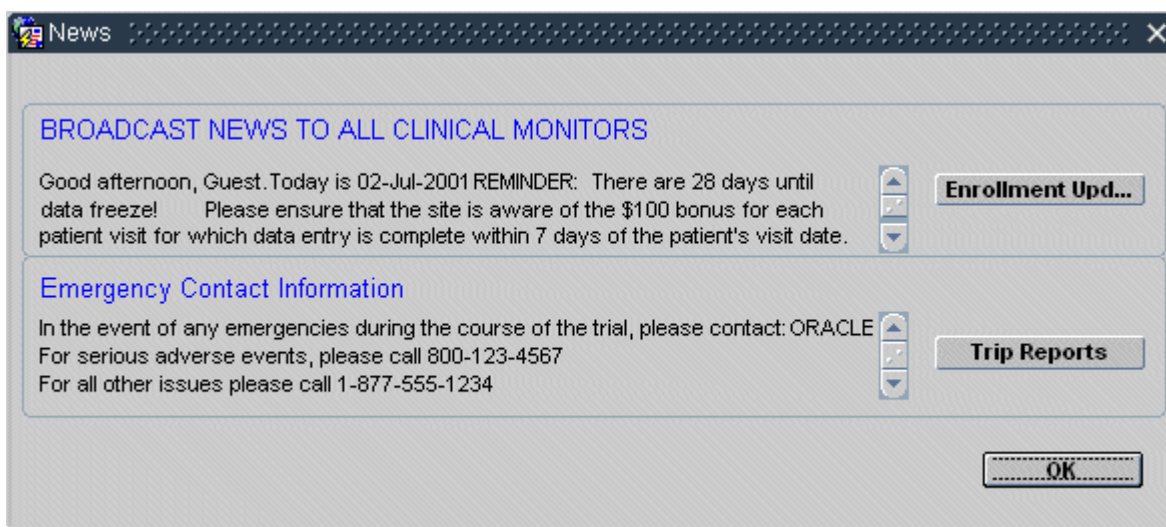 News
BROADCAST NEWS TO ALL CLINICAL MONITORS
Good afternoon, Guest.Today is 02-Jul-2001 REMINDER:  There are 28 days until
data freeze!     Please ensure that the site is aware of the $100 bonus for each
patient visit for which data entry is complete within 7 days of the patient's visit date.
Enrollment Upd...
Emergency Contact Information
In the event of any emergencies during the course of the trial, please contact: ORACLE
For serious adverse events, please call 800-123-4567
For all other issues please call 1-877-555-1234
Trip Reports
OK